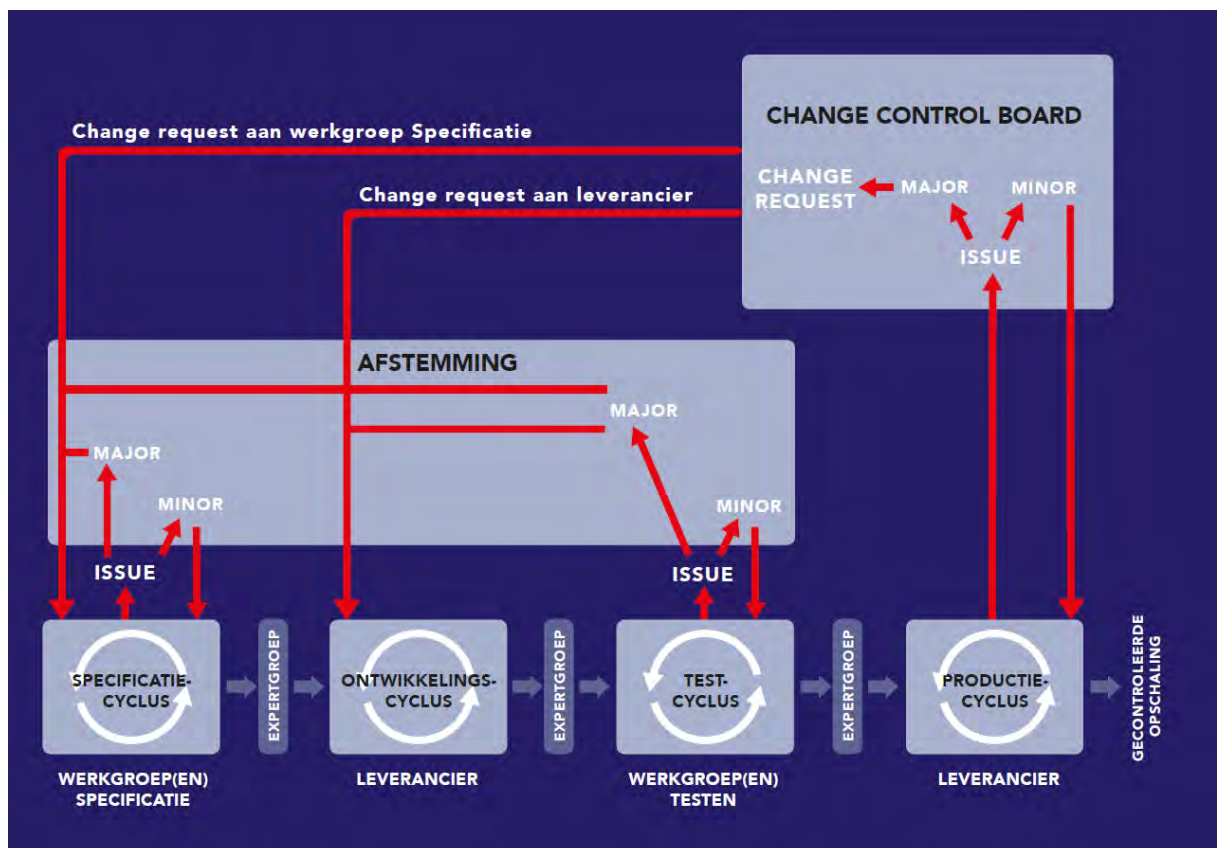 CHANGE CONTROL BOARD
Change request aan werkgroep Specificatie
CHANGE
REQUEST
MAJOR
MINOR
Change request aan leverancier
ISSUE
AFSTEMMING
MAJOR
MAJOR
MINOR
MINOR
ISSUE
ISSUE
SPECIFICATIE-
CYCLUS
EXPERTGROEP
ONTWIKKELINGS-
CYCLUS
EXPERTGROEP
TEST-
CYCLUS
EXPERTGROEP
PRODUCTIE-
CYCLUS
GECONTROLEERDE
OPSCHALING
WERKGROEP(EN)
SPECIFICATIE
LEVERANCIER
WERKGROEP(EN)
TESTEN
LEVERANCIER